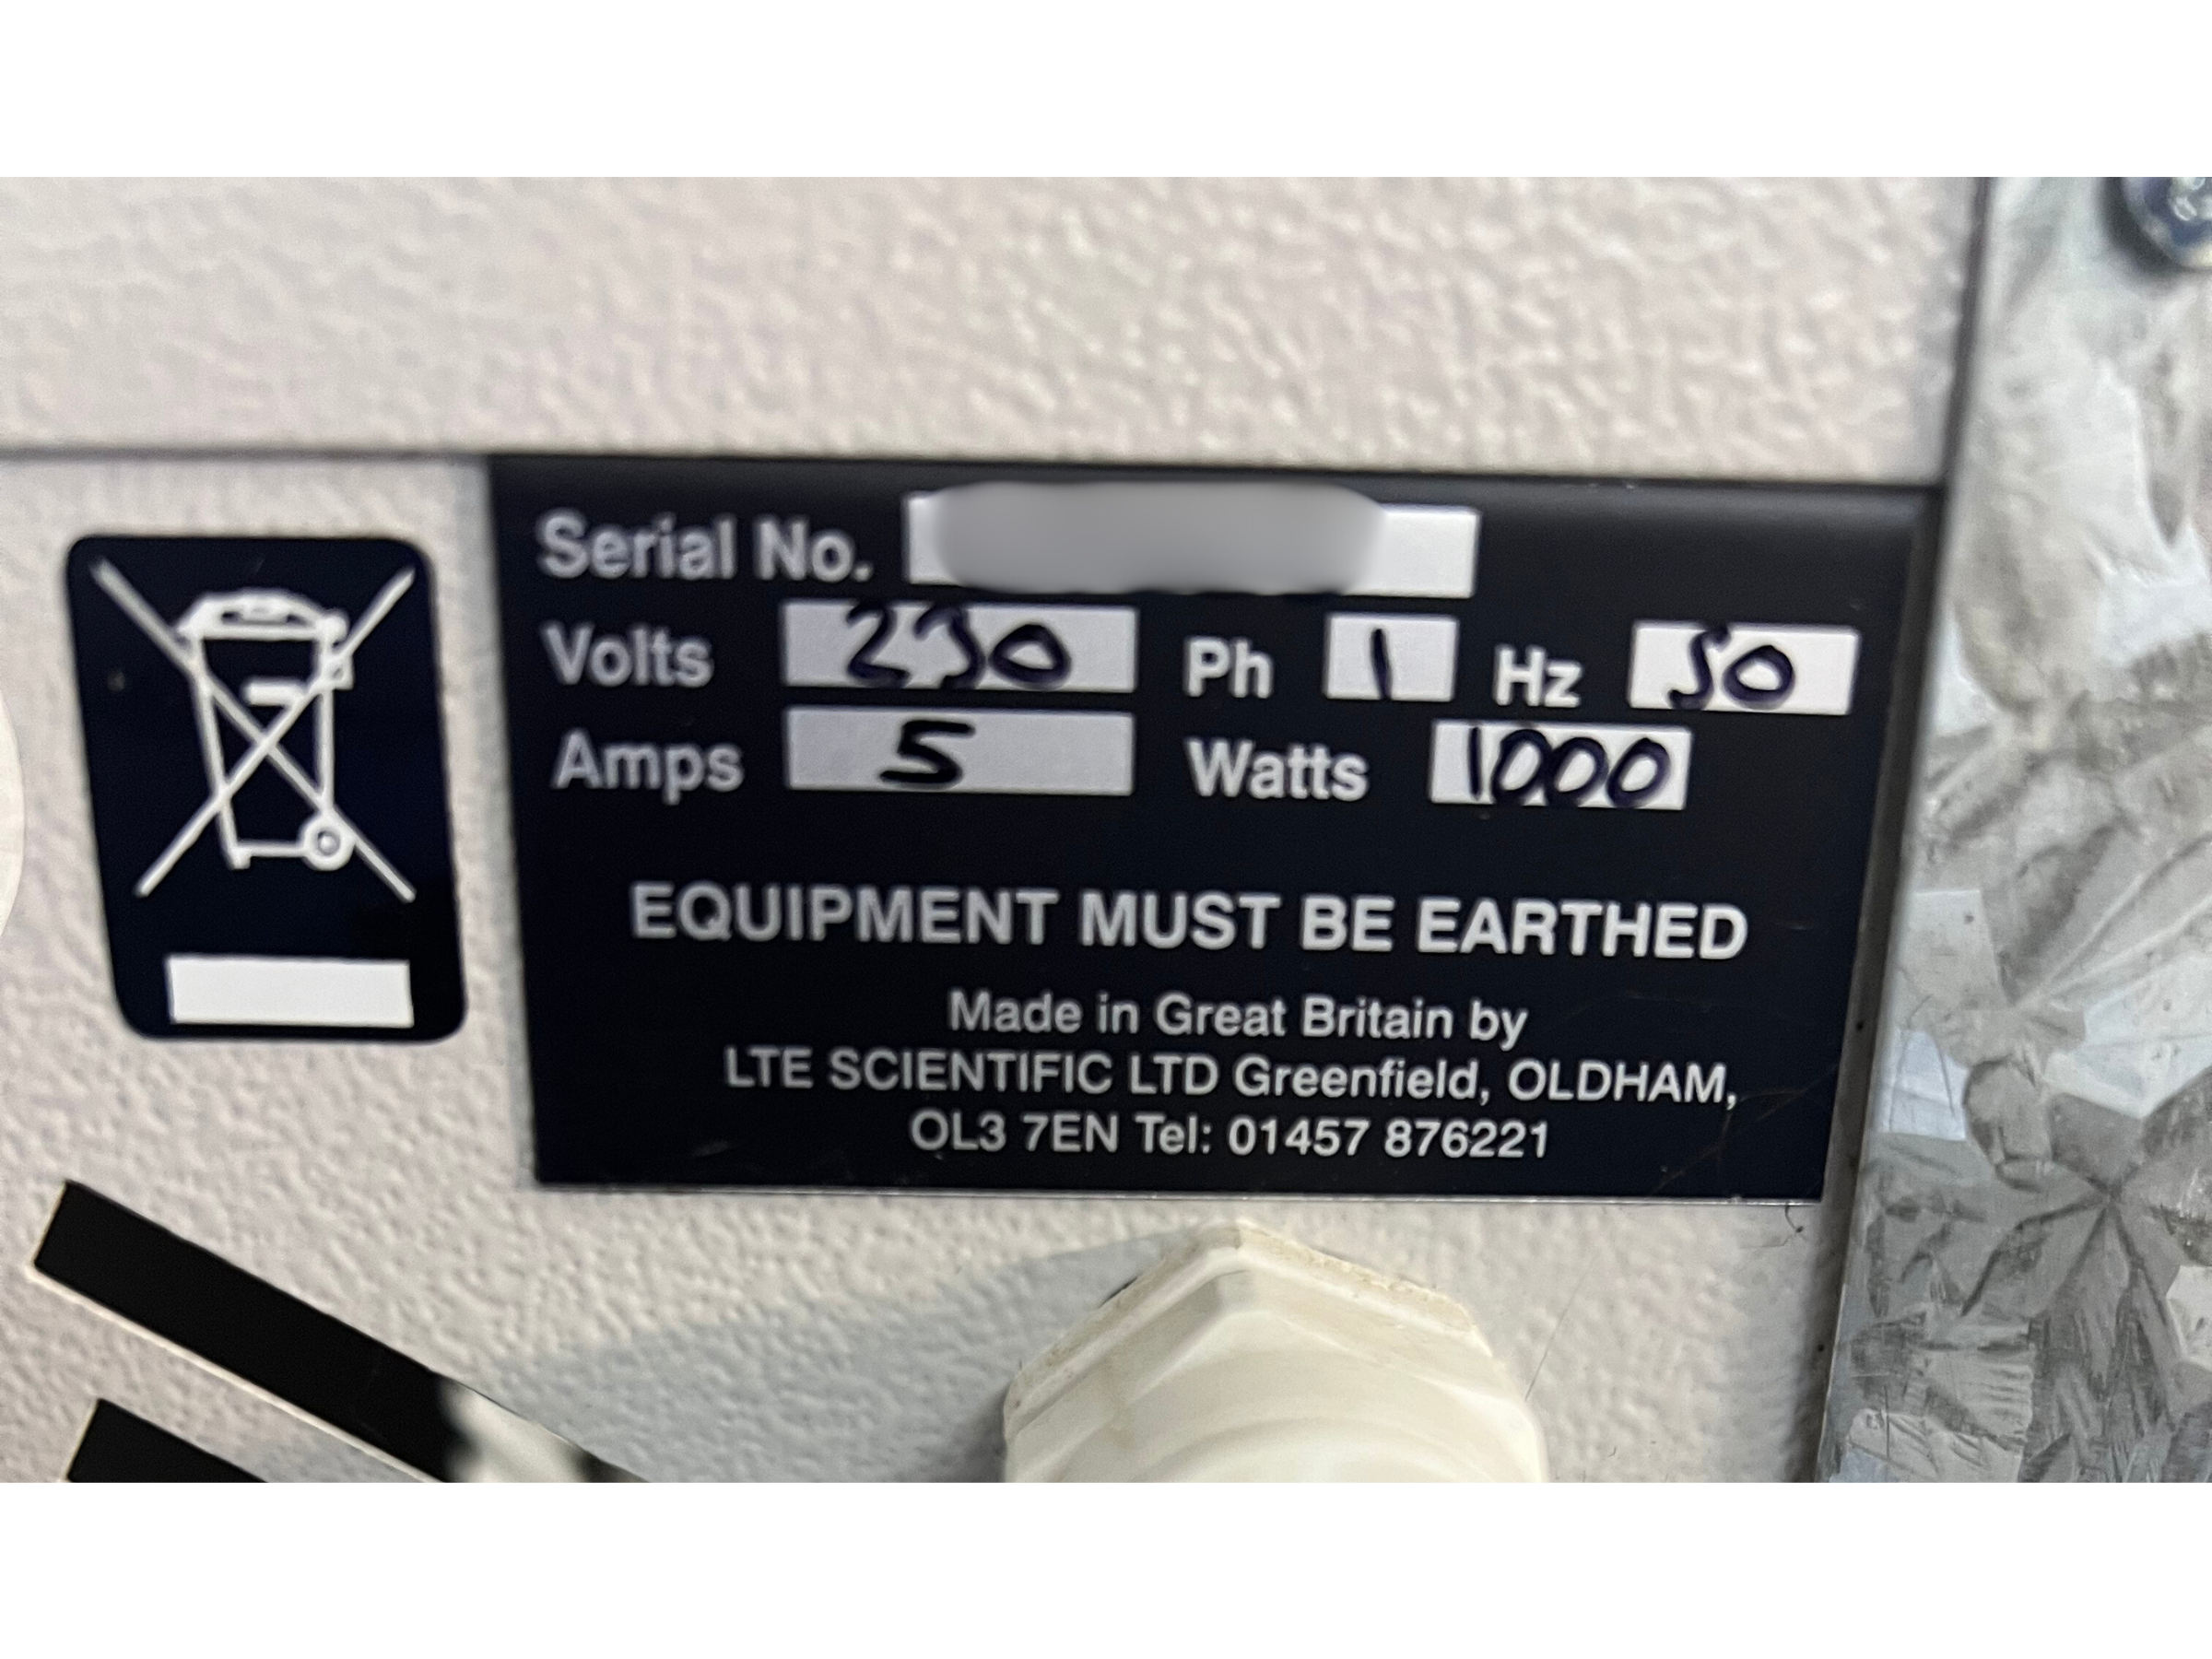 Serial No.
Volts 230 Ph 1 Hz 50
Amps 5 Watts 1000
EQUIPMENT MUST BE EARTHED
Made in Great Britain by
LTE SCIENTIFIC LTD Greenfield, OLDHAM,
OL3 7EN Tel: 01457 876221